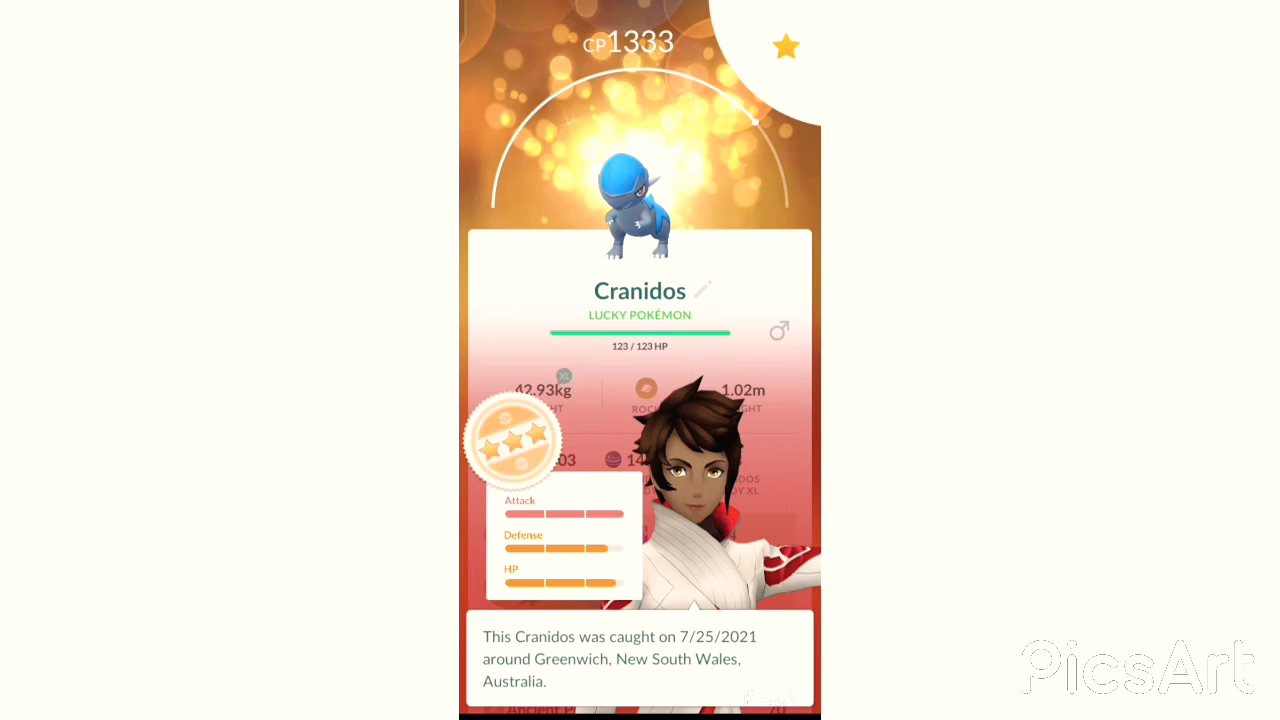 CP1333
Cranidos
LUCKY POKÉMON
123 / 123 HP
XL
42.93kg
1.02m
Attack
Defense
HP
This Cranidos was caught on 7/25/2021
around Greenwich, New South Wales,
Australia.
PicsArt